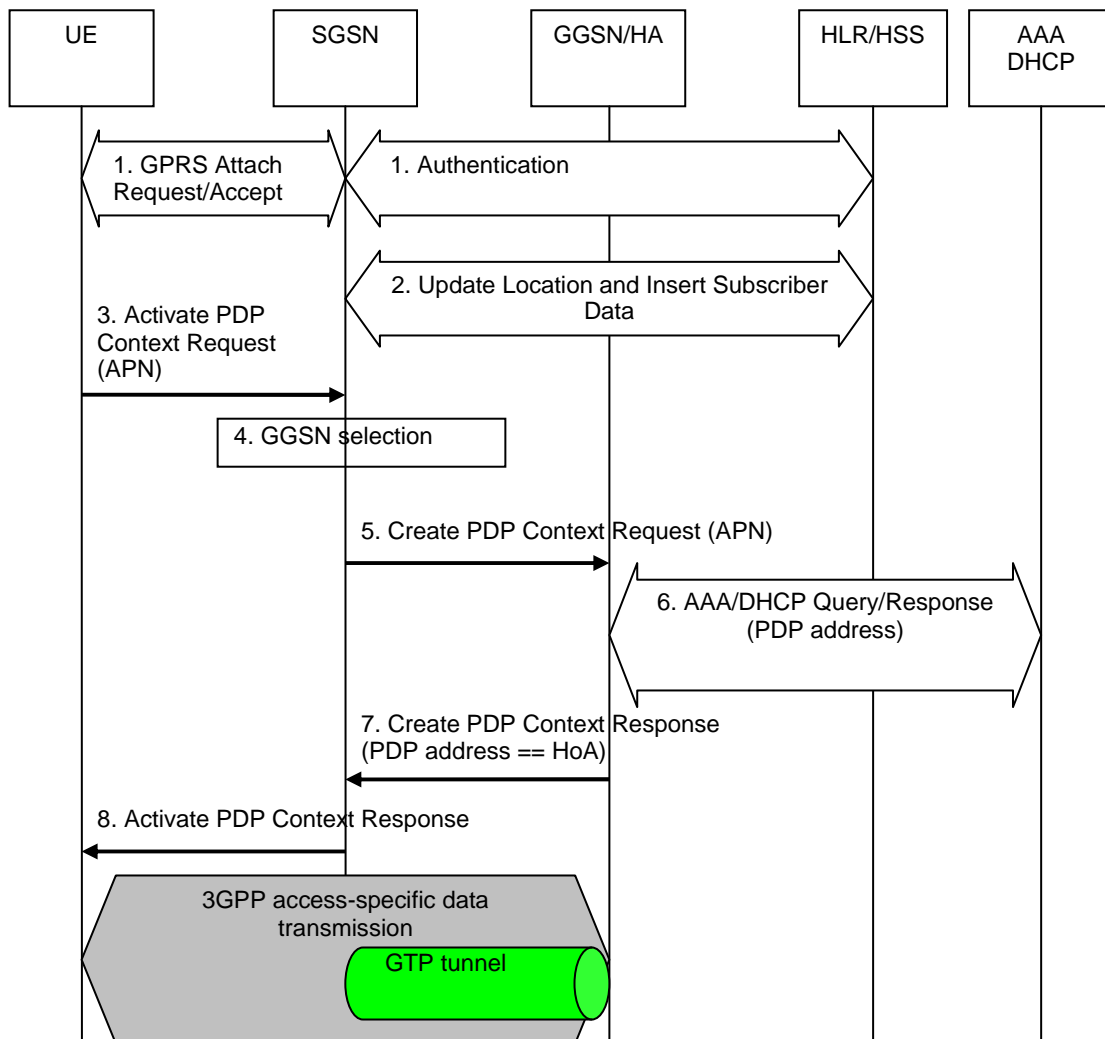 UE
SGSN
GGSN/HA
HLR/HSS
AAA
DHCP
1. GPRS Attach
Request/Accept
1. Authentication
2. Update Location and Insert Subscriber
Data
3. Activate PDP
Context Request
(APN)
4. GGSN selection
5. Create PDP Context Request (APN)
6. AAA/DHCP Query/Response
(PDP address)
7. Create PDP Context Response
(PDP address == HoA)
8. Activate PDP Context Response
3GPP access-specific data
transmission
GTP tunnel